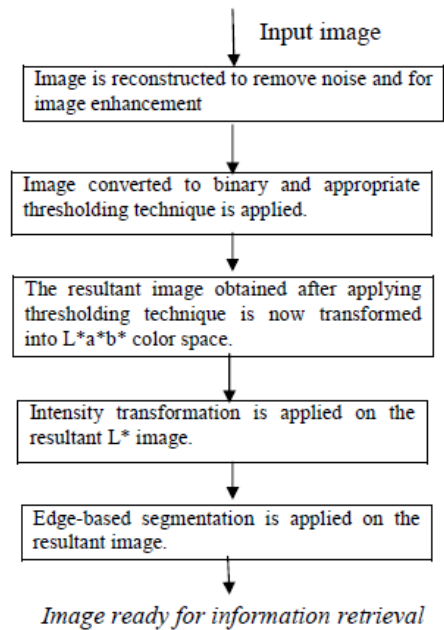 Input image
Image is reconstructed to remove noise and for
image enhancement
Image converted to binary and appropriate
thresholding technique is applied.
The resultant image obtained after applying
thresholding technique is now transformed
into L*a*b* color space.
Intensity transformation is applied on the
resultant L* image.
Edge-based segmentation is applied on the
resultant image.
Image ready for information retrieval